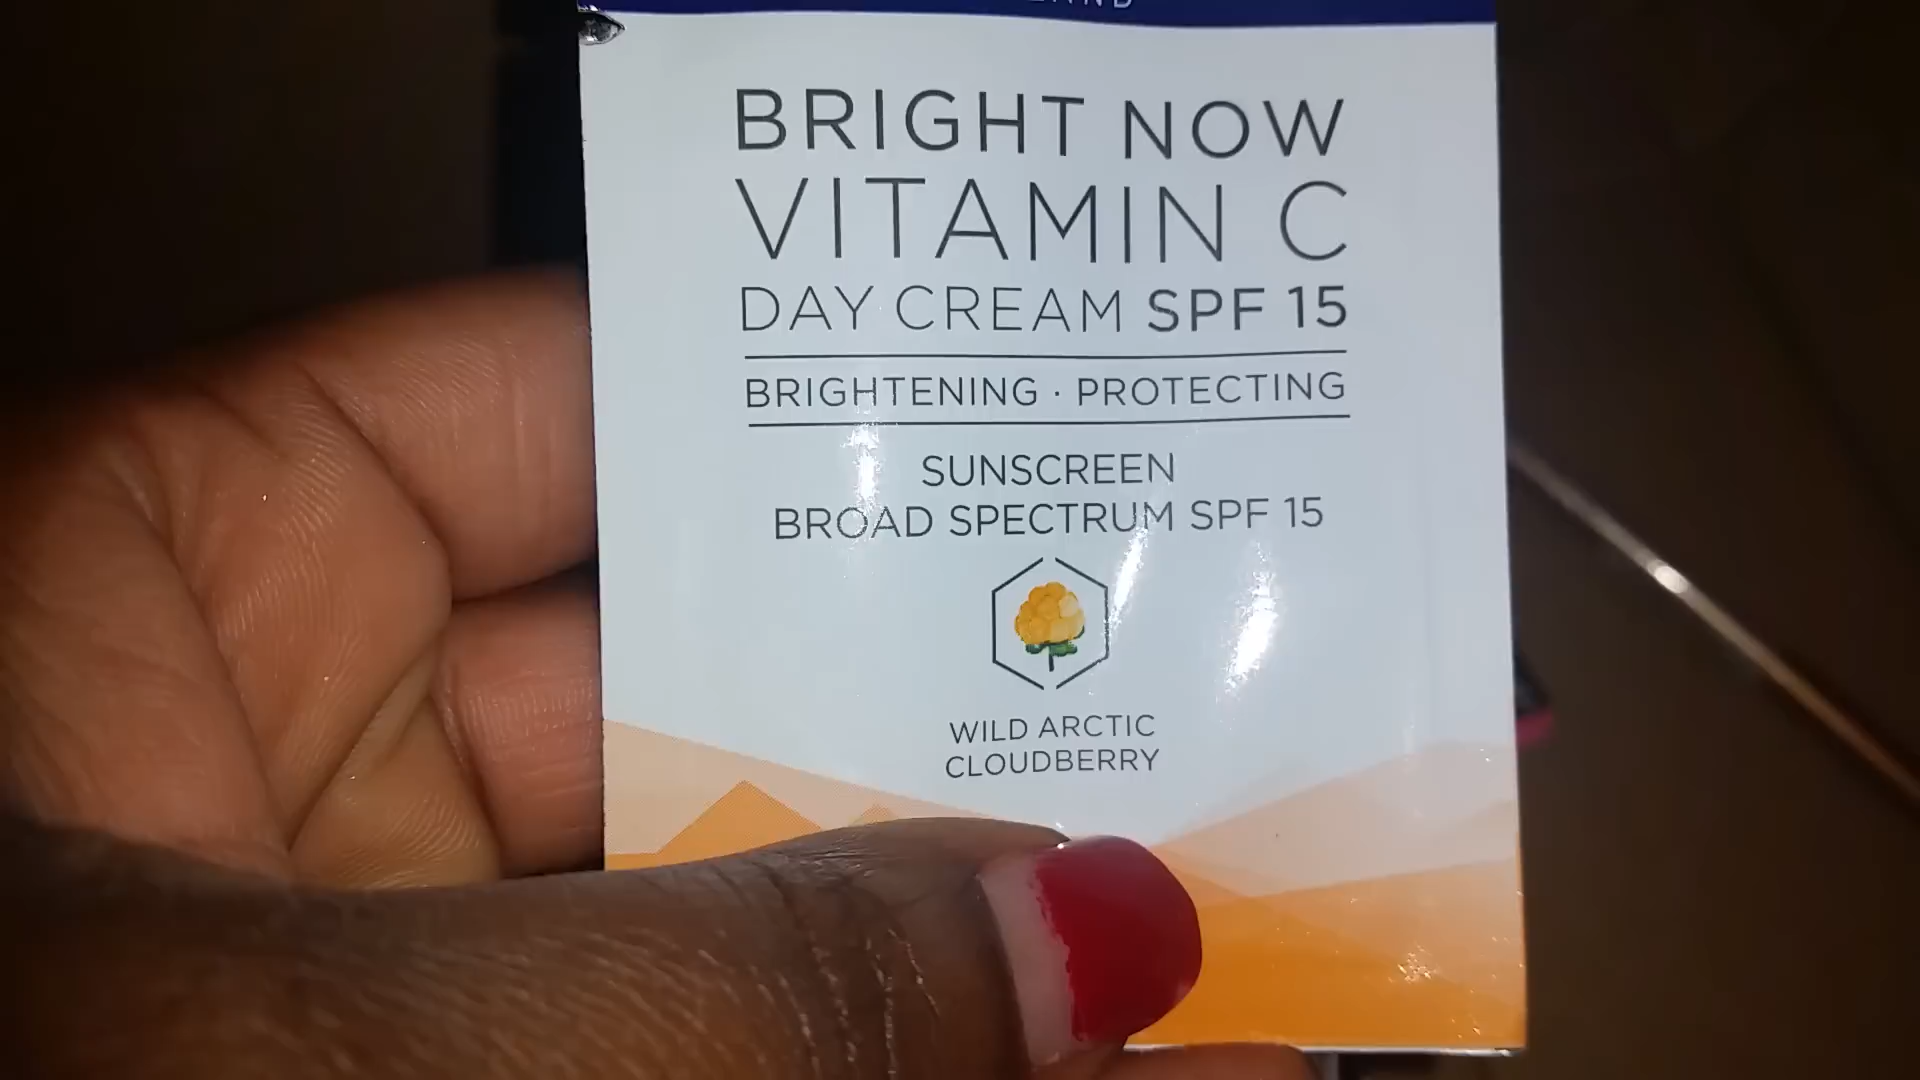 BRIGHT NOW
VITAMIN C
DAY CREAM SPF 15
BRIGHTENING · PROTECTING
SUNSCREEN
BROAD SPECTRUM SPF 15
WILD ARCTIC
CLOUDBERRY